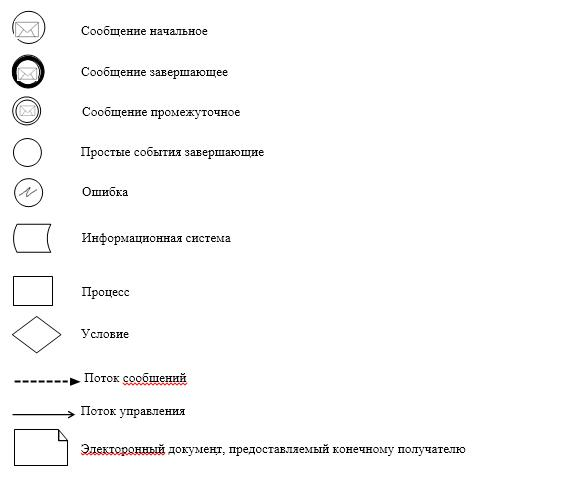 Сообщение начальное
Сообщение завершающее
Сообщение промежуточное
Простые события завершающие
Ошибка
Информационная система
Процесс
Условие
Поток сообщений
Поток управления
Электоронный документ, предоставляемый конечному получателю